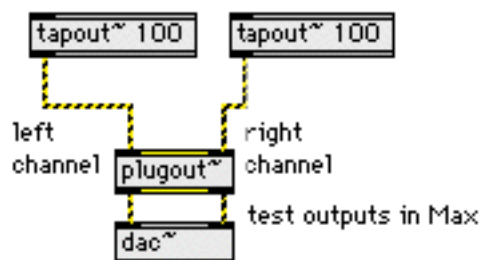 tapout~ 100
tapout~ 100
left
channel
right
channel
plugout~
test outputs in Max
dac~